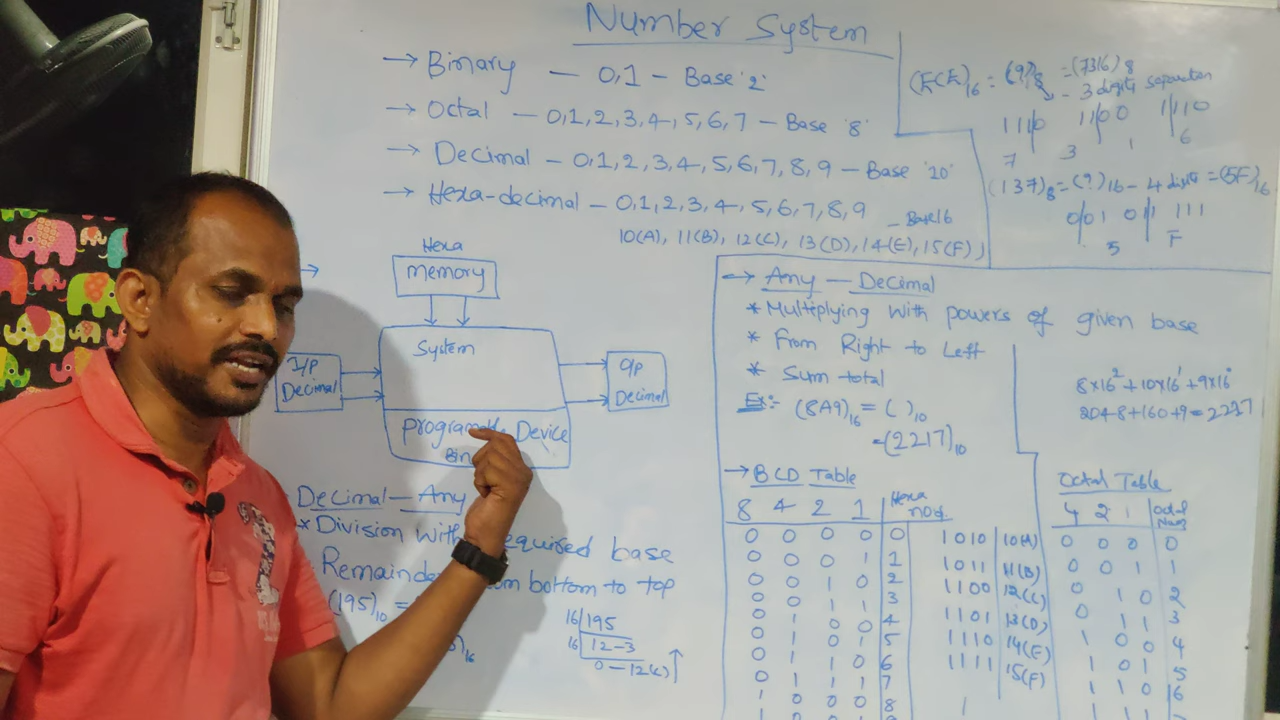 Number System
→ Binary — 0,1 — Base '2'
→ Octal — 0,1,2,3,4,5,6,7 — Base '8'
→ Decimal — 0,1,2,3,4,5,6,7,8,9 — Base '10'
→ Hexa-decimal — 0,1,2,3,4,5,6,7,8,9 — Base 16
10(A), 11(B), 12(C), 13(D), 14(E), 15(F)
= (?)8 = (7316)8
3 digits separation
1110 1100 1110
7 3 1 6
(137)8 = (?)16 - 4 digits = (5F)16
001 011 111
5 F
Hexa
memory
System
I/P
Decimal
O/P
Decimal
Device
Decimal — Any
* Division with required base
Remainder bottom to top
(195)10 =
)16
16 195
16 12-3
0-12(C)
→ Any — Decimal
* Multiplying with powers of given base
* From Right to Left
* Sum total
Ex:- (8A9)16 = ( )10
=(2217)10
8×16² + 10×16¹ + 9×16⁰
2048+160+9=2217
→ BCD Table
8 4 2 1 Hexa
0 0 0 0 0 1010 10(A)
0 0 0 1 1 1011 11(B)
0 0 1 0 2 1100 12(C)
0 0 1 1 3 1101 13(D)
0 1 0 0 4 1110 14(E)
0 1 0 5 1111 15(F)
0 1 1 0 6
0 1 1 1 7
1 0 0 0 8
Octal Table
4 2 1 Octal Num
0 0 0 0
0 0 1 1
0 1 0 2
0 1 1 3
1 0 0 4
1 0 1 5
1 1 0 6